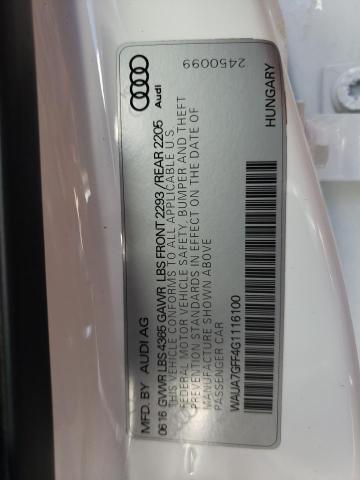 MFD. BY AUDI AG
06 16 GVWR LBS 4365 GAWR LBS FRONT 2293 /REAR 2205
THIS VEHICLE CONFORMS TO ALL APPLICABLE U.S.
FEDERAL MOTOR VEHICLE SAFETY, BUMPER AND THEFT
PREVENTION STANDARDS IN EFFECT ON THE DATE OF
MANUFACTURE SHOWN ABOVE
PASSENGER CAR
WAUA7GFF4G1116100
Audi
2450099
HUNGARY